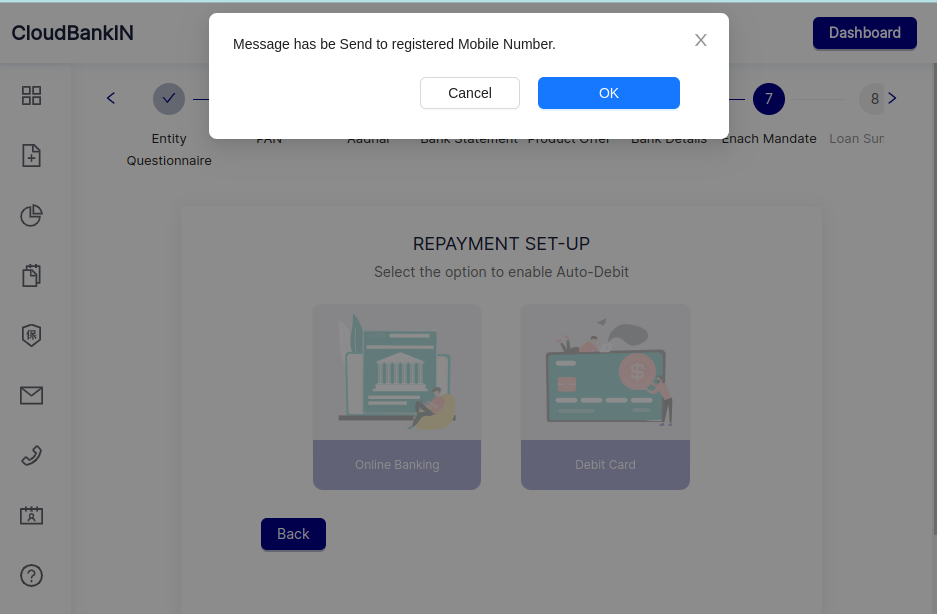 CloudBankIN
Dashboard
Message has be Send to registered Mobile Number.
Cancel
OK
7
8
Entity
Questionnaire
PAN
Aadhar
Bank Statement
Product Offer
Bank Details
Enach Mandate
Loan Sur
保
REPAYMENT SET-UP
Select the option to enable Auto-Debit
$
Online Banking
Debit Card
Back
?